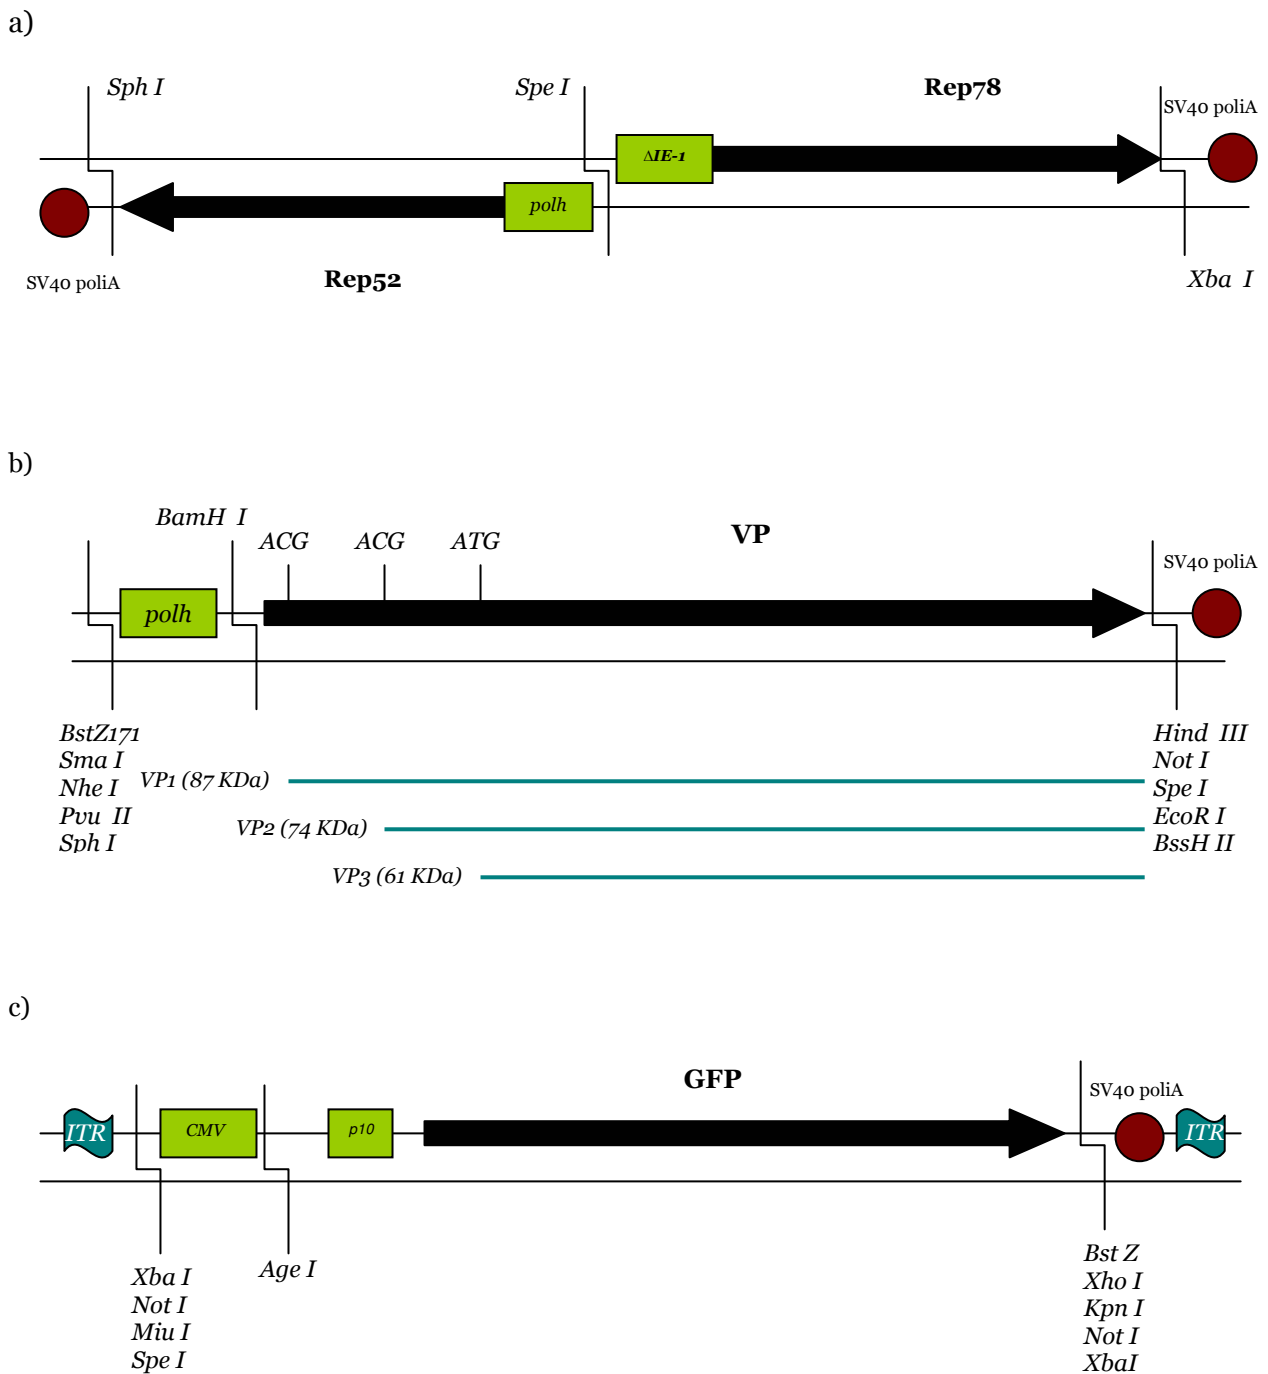 a)
Sph I
Spe I
Rep78
SV40 poliA
ΔIE-1
polh
SV40 poliA
Rep52
Xba I
b)
BamH I
ACG
ACG
ATG
VP
SV40 poliA
polh
BstZ171
Sma I
Nhe I
Pvu II
Sph I
VP1 (87 KDa)
VP2 (74 KDa)
VP3 (61 KDa)
Hind III
Not I
Spe I
EcoR I
BssH II
c)
GFP
SV40 poliA
ITR
CMV
p10
ITR
Xba I
Not I
Miu I
Spe I
Age I
Bst Z
Xho I
Kpn I
Not I
XbaI